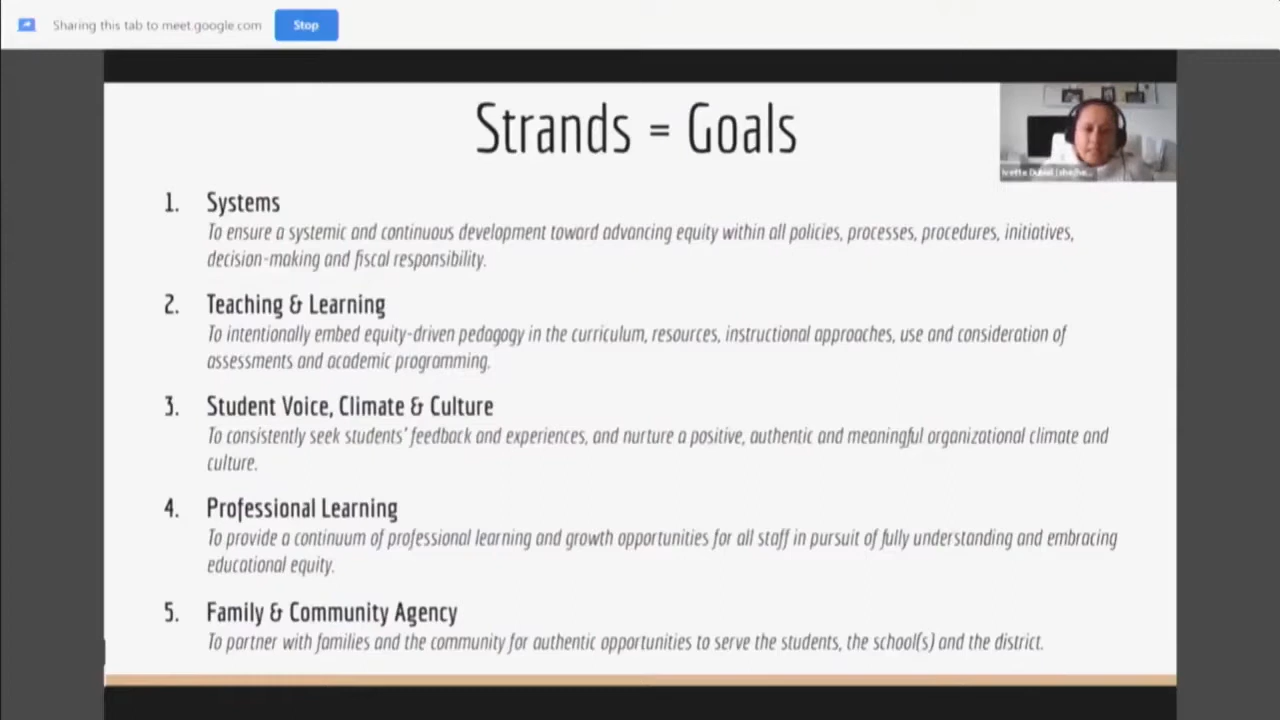 Sharing this tab to meet.google.com Stop
Strands = Goals
1. Systems
To ensure a systemic and continuous development toward advancing equity within all policies, processes, procedures, initiatives,
decision-making and fiscal responsibility.
2. Teaching & Learning
To intentionally embed equity-driven pedagogy in the curriculum, resources, instructional approaches, use and consideration of
assessments and academic programming.
3. Student Voice, Climate & Culture
To consistently seek students' feedback and experiences, and nurture a positive, authentic and meaningful organizational climate and
culture.
4. Professional Learning
To provide a continuum of professional learning and growth opportunities for all staff in pursuit of fully understanding and embracing
educational equity.
5. Family & Community Agency
To partner with families and the community for authentic opportunities to serve the students, the school(s) and the district.